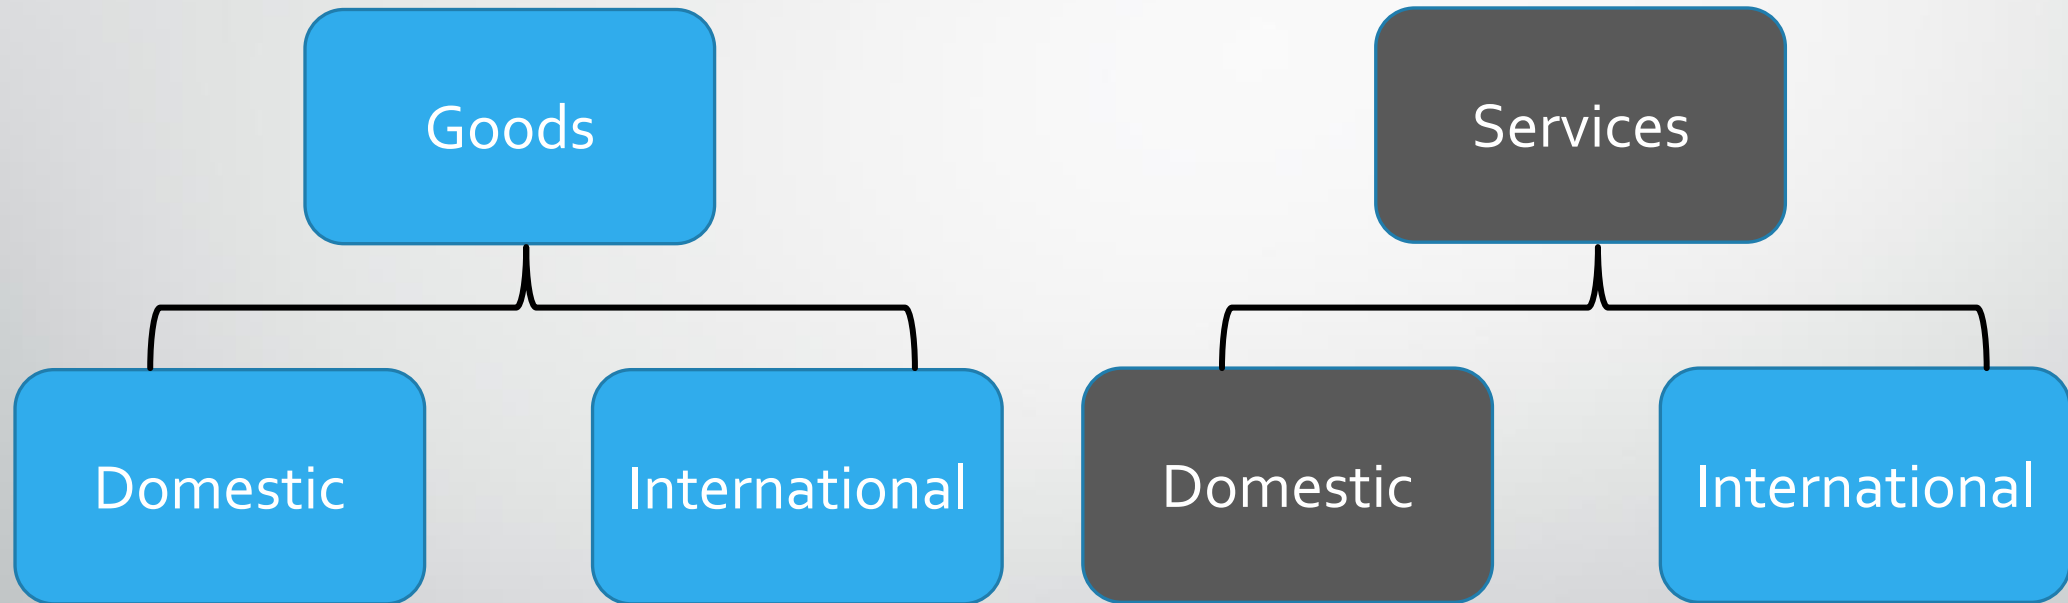 Goods
Services
Domestic
International
Domestic
International